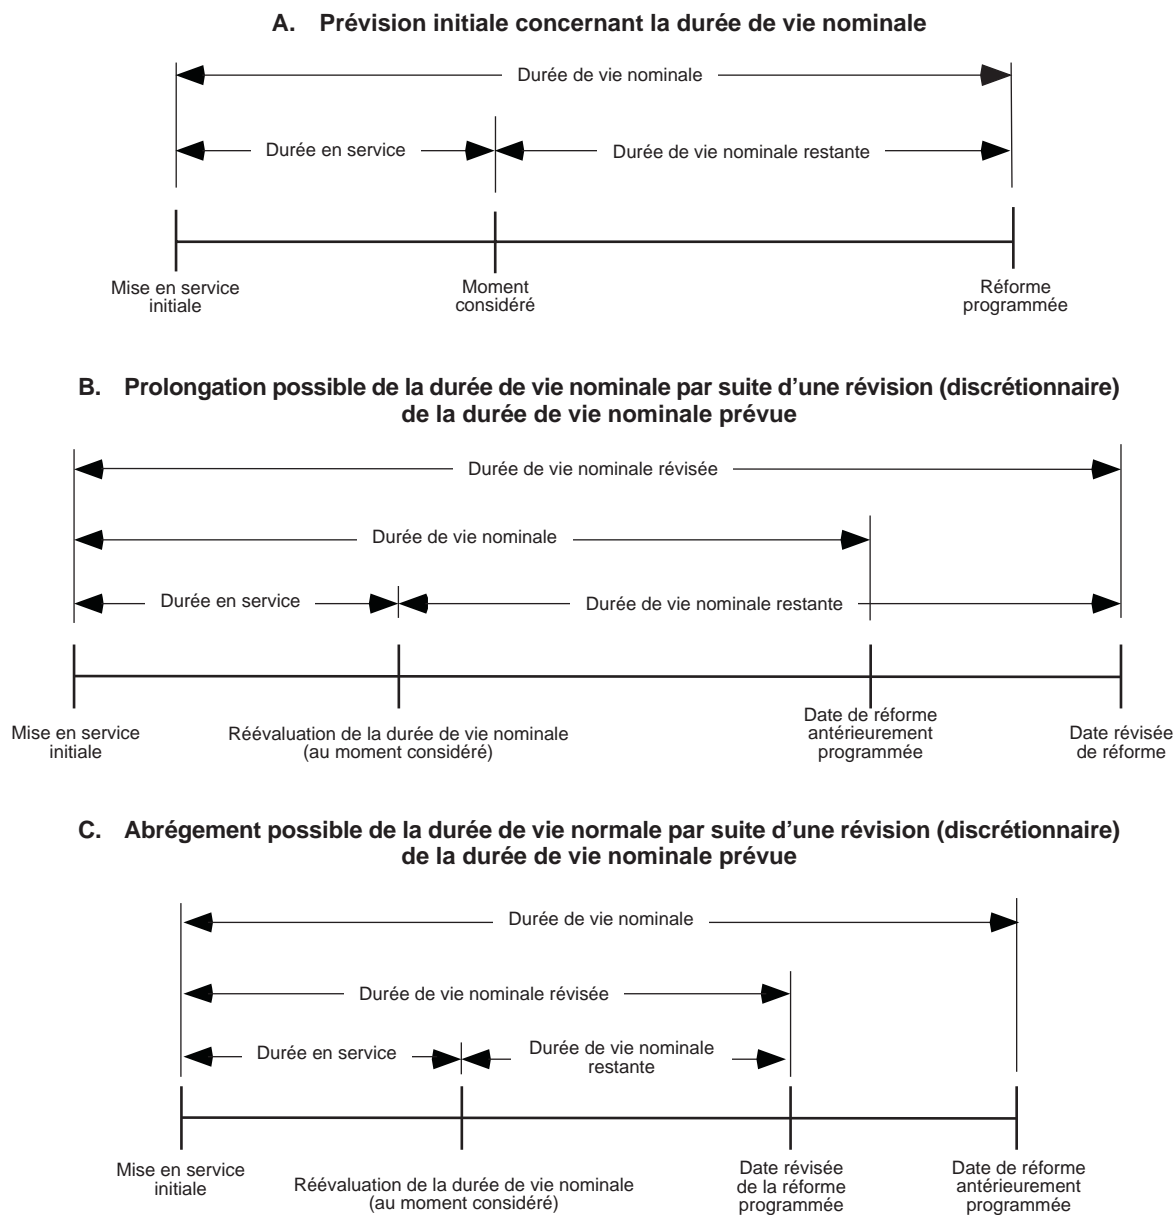 A. Prévision initiale concernant la durée de vie nominale
Durée de vie nominale
Durée en service
Durée de vie nominale restante
Mise en service
initiale
Moment
considéré
Réforme
programmée
B. Prolongation possible de la durée de vie nominale par suite d'une révision (discrétionnaire)
de la durée de vie nominale prévue
Durée de vie nominale révisée
Durée de vie nominale
Durée en service
Durée de vie nominale restante
Mise en service
initiale
Réévaluation de la durée de vie nominale
(au moment considéré)
Date de réforme
antérieurement
programmée
Date révisée
de réforme
C. Abrégement possible de la durée de vie normale par suite d'une révision (discrétionnaire)
de la durée de vie nominale prévue
Durée de vie nominale
Durée de vie nominale révisée
Durée en service
Durée de vie nominale
restante
Mise en service
initiale
Réévaluation de la durée de vie nominale
(au moment considéré)
Date révisée
de la réforme
programmée
Date de réforme
antérieurement
programmée